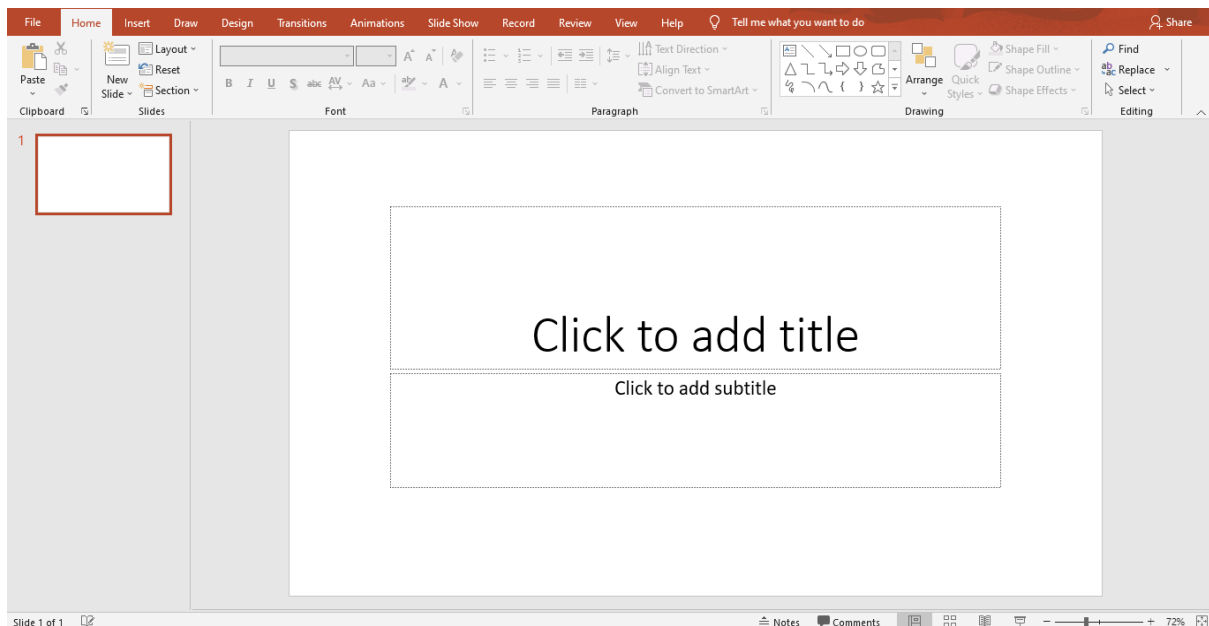 File Home Insert Draw Design Transitions Animations Slide Show Record Review View Help Tell me what you want to do Share
Paste
Clipboard
New
Slide
Layout
Reset
Section
Slides
B I U S abc AV Aa A
Font
Text Direction
Align Text
Convert to SmartArt
Paragraph
Arrange
Quick
Styles
Shape Fill
Shape Outline
Shape Effects
Drawing
Find
Replace
Select
Editing
1
Click to add title
Click to add subtitle
Slide 1 of 1 Notes Comments 72%